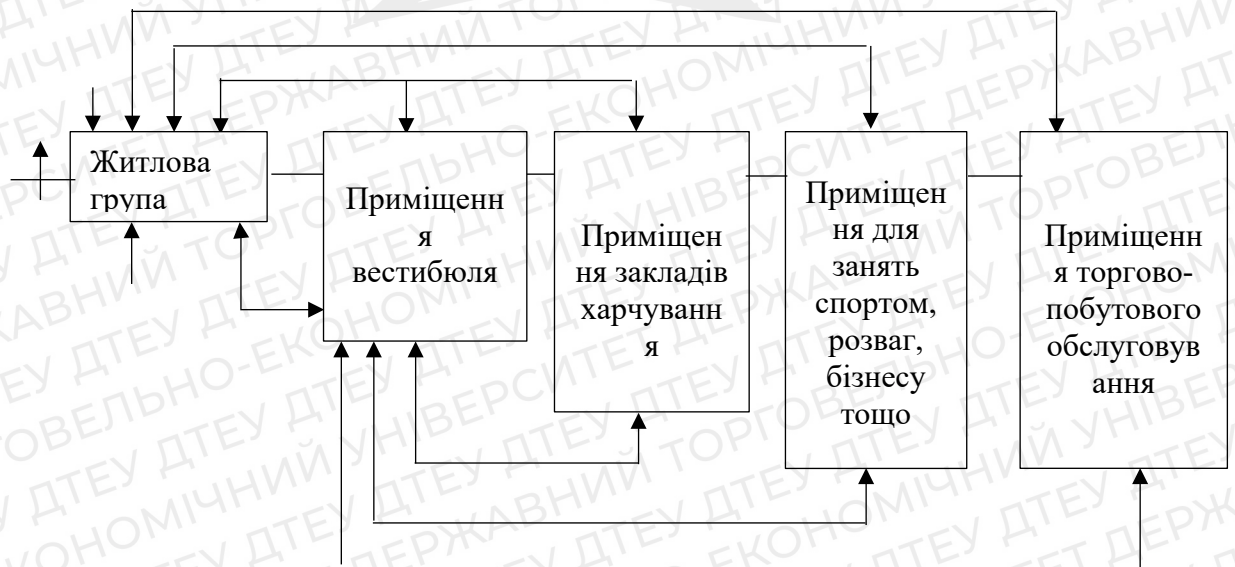 Житлова
група
Приміщенн
я
вестибюля
Приміщен
ня закладів
харчуванн
я
Приміщен
ня для
занять
спортом,
розваг,
бізнесу
тощо
Приміщенн
я торгово-
побутового
обслуговув
ання